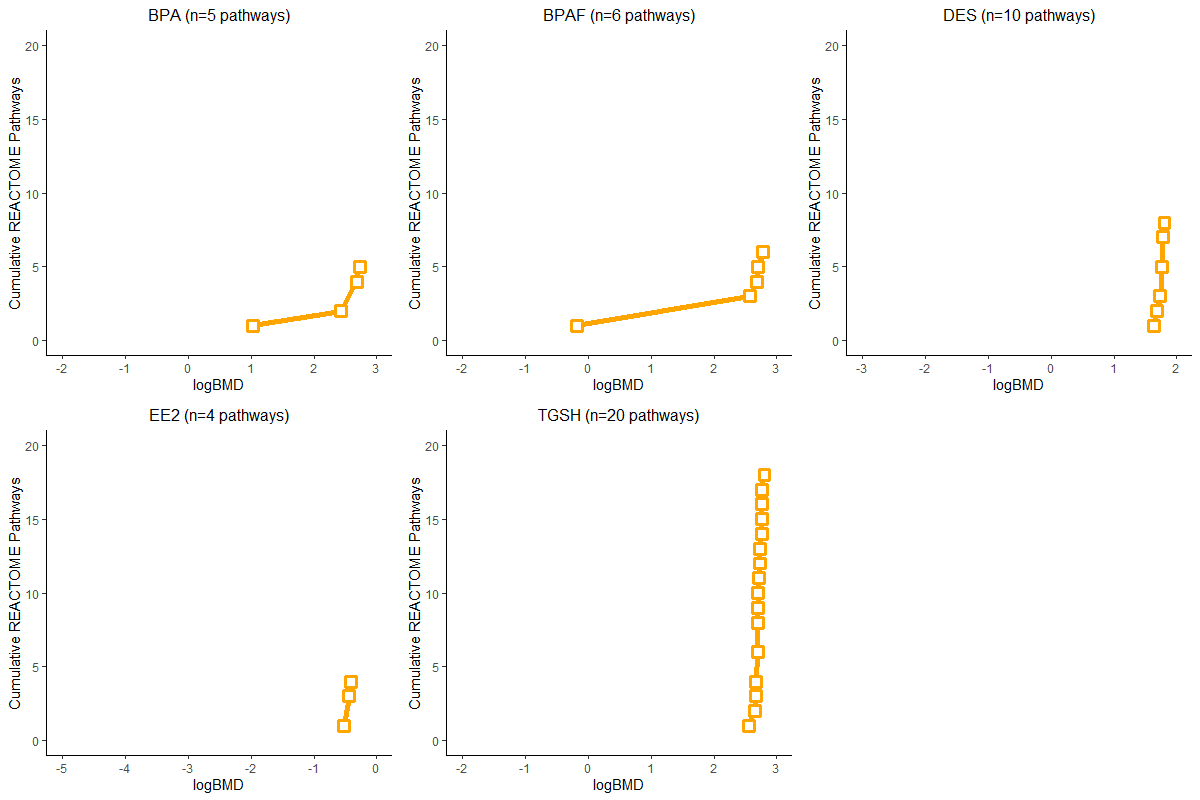 BPA (n=5 pathways)
Cumulative REACTOME Pathways
20
15
10
5
0
-2 -1 0 1 2 3
logBMD
BPAF (n=6 pathways)
Cumulative REACTOME Pathways
20
15
10
5
0
-2 -1 0 1 2 3
logBMD
DES (n=10 pathways)
Cumulative REACTOME Pathways
20
15
10
5
0
-3 -2 -1 0 1 2
logBMD
EE2 (n=4 pathways)
Cumulative REACTOME Pathways
20
15
10
5
0
-5 -4 -3 -2 -1 0
logBMD
TGSH (n=20 pathways)
Cumulative REACTOME Pathways
20
15
10
5
0
-2 -1 0 1 2 3
logBMD